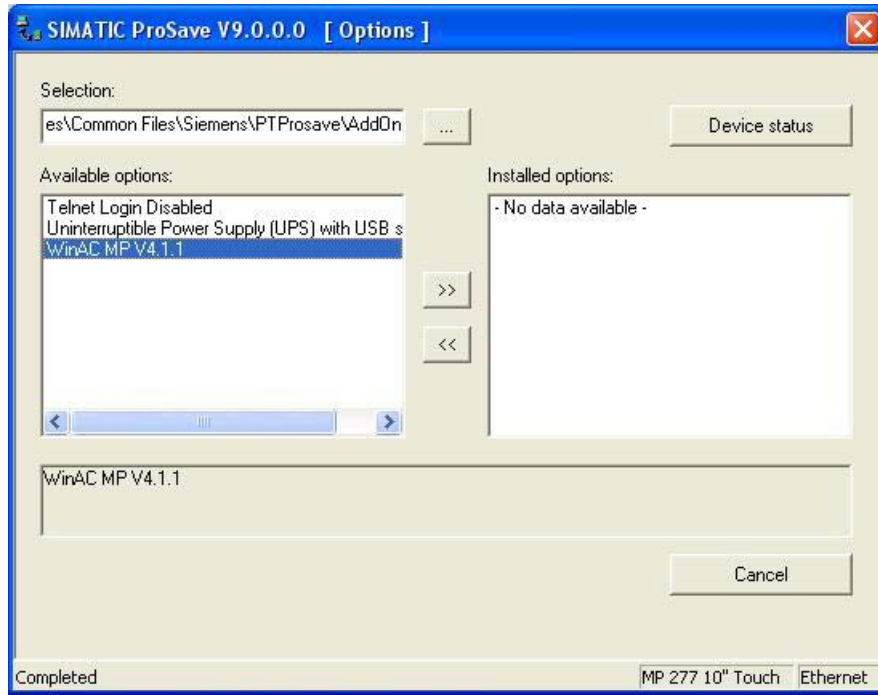 SIMATIC ProSave V9.0.0.0 [ Options ]
Selection:
es\Common Files\Siemens\PTProsave\AddOn
...
Device status
Available options:
Installed options:
Telnet Login Disabled
Uninterruptible Power Supply (UPS) with USB s
WinAC MP V4.1.1
- No data available -
>>
<<
WinAC MP V4.1.1
Cancel
Completed
MP 277 10" Touch
Ethernet